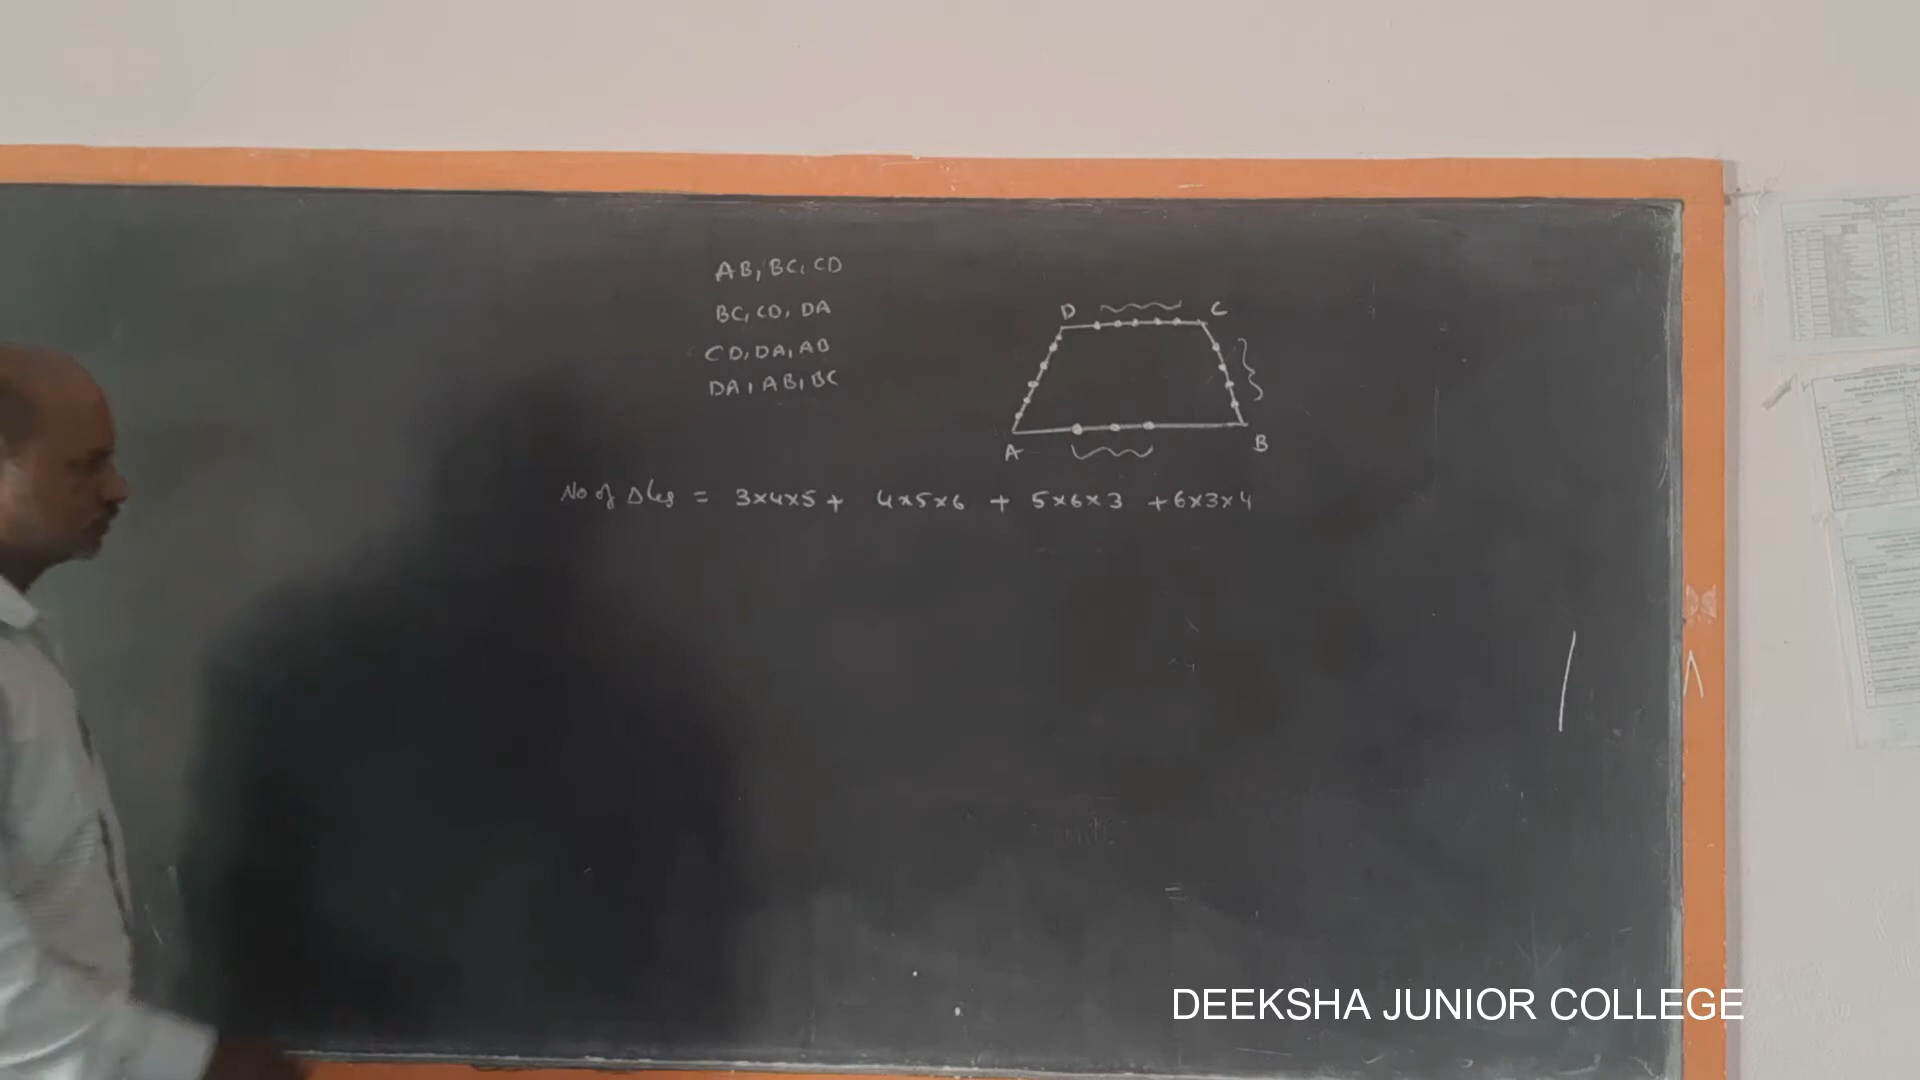 AB, BC, CD
BC, CD, DA
CD, DA, AB
DA, AB, BC
D C
A B
No of Δles = 3×4×5 + 4×5×6 + 5×6×3 + 6×3×4
DEEKSHA JUNIOR COLLEGE